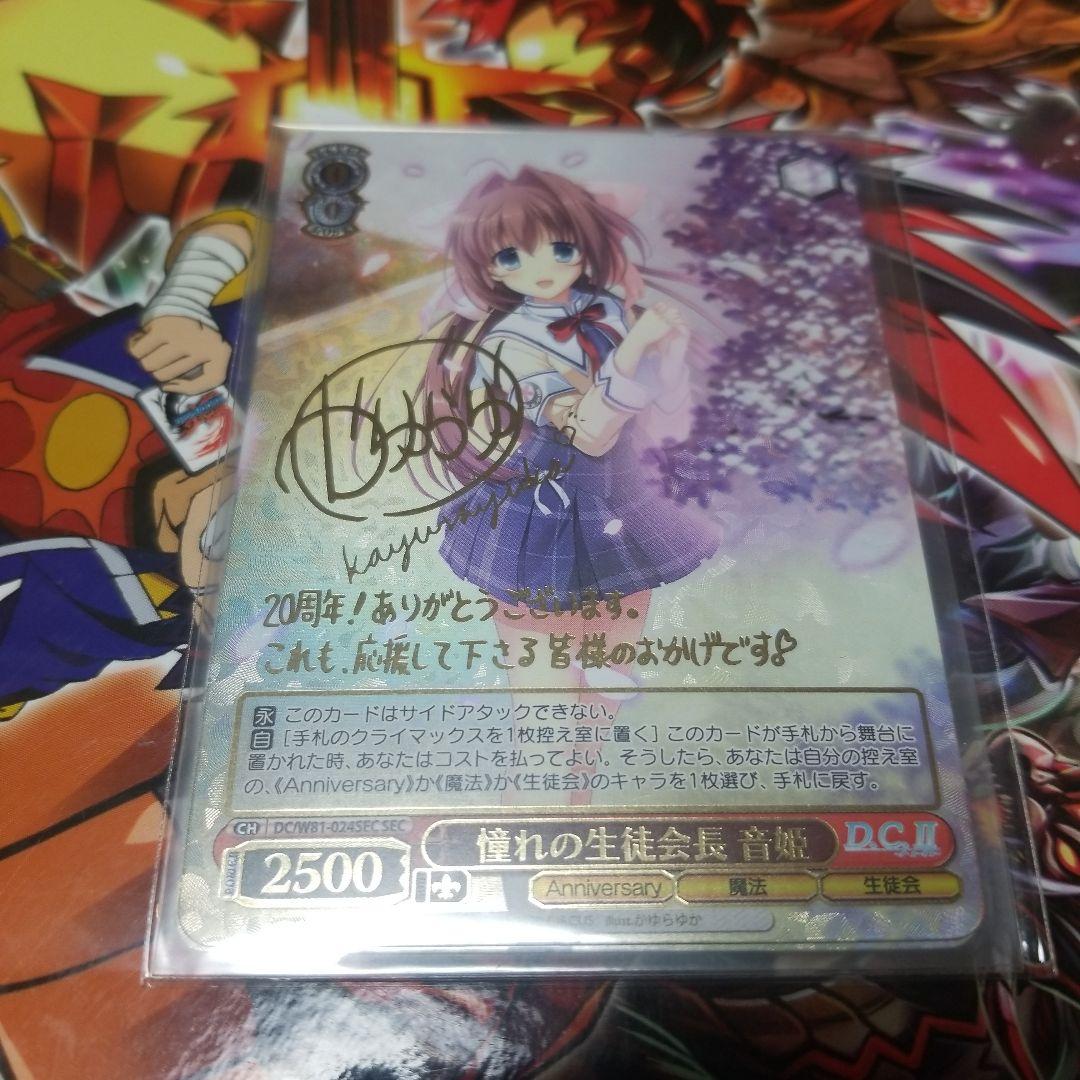 0
0
かゆらゆか
kayurayuka
20周年!ありがとうございます。
これも、応援して下さる皆様のおかげです
永 このカードはサイドアタックできない。
自 [手札のクライマックスを1枚控え室に置く] このカードが手札から舞台に
置かれた時、あなたはコストを払ってよい。そうしたら、あなたは自分の控え室
の、《Anniversary》か《魔法》か《生徒会》のキャラを1枚選び、手札に戻す。
CH DC/W81-024SEC SEC
憧れの生徒会長 音姫
D.C.II
2500
Anniversary 魔法 生徒会
illust.かゆらゆか